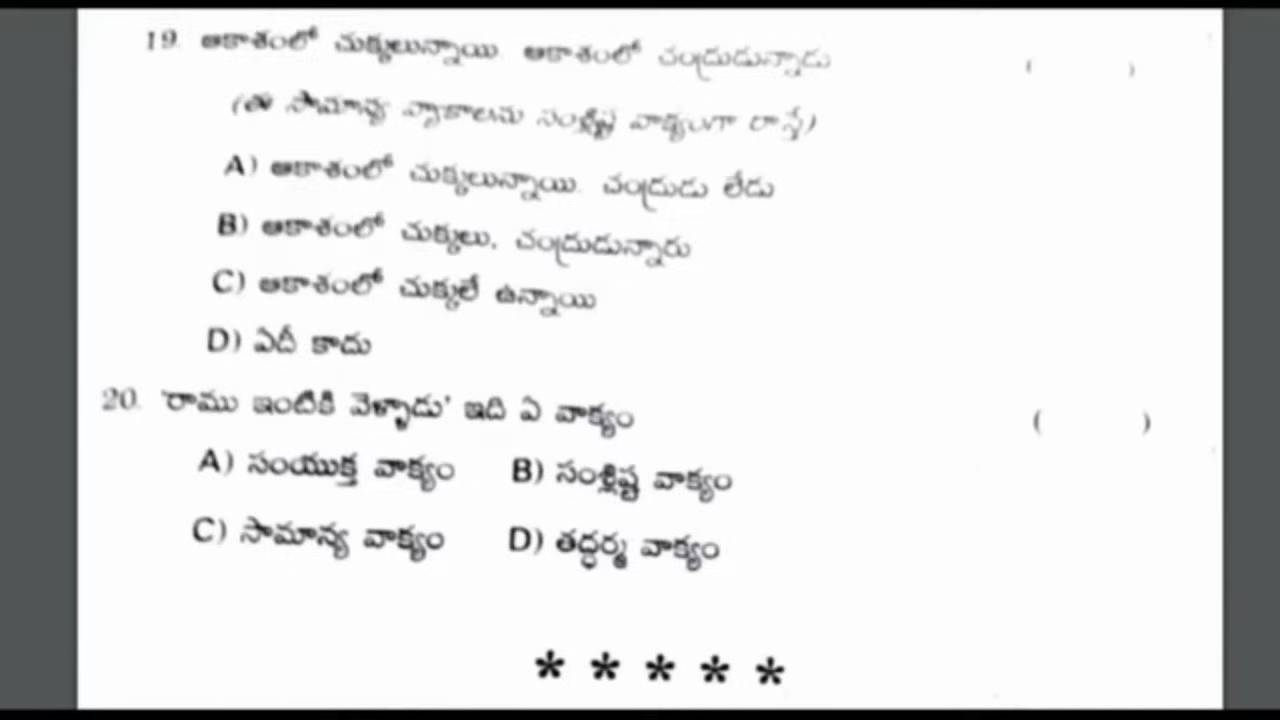 19. ఆకాశంలో చుక్కలున్నాయి. ఆకాశంలో చంద్రుడున్నాడు ( )
(ఈ సామాన్య వ్యాకాలను సంశ్లిష్ట వాక్యంగా రాస్తే)
A) ఆకాశంలో చుక్కలున్నాయి. చంద్రుడు లేడు
B) ఆకాశంలో చుక్కలు, చంద్రుడున్నారు
C) ఆకాశంలో చుక్కలే ఉన్నాయి
D) ఏదీ కాదు
20. 'రాము ఇంటికి వెళ్ళాడు' ఇది ఏ వాక్యం ( )
A) సంయుక్త వాక్యం B) సంశ్లిష్ట వాక్యం
C) సామాన్య వాక్యం D) తద్ధర్మ వాక్యం
* * * * *